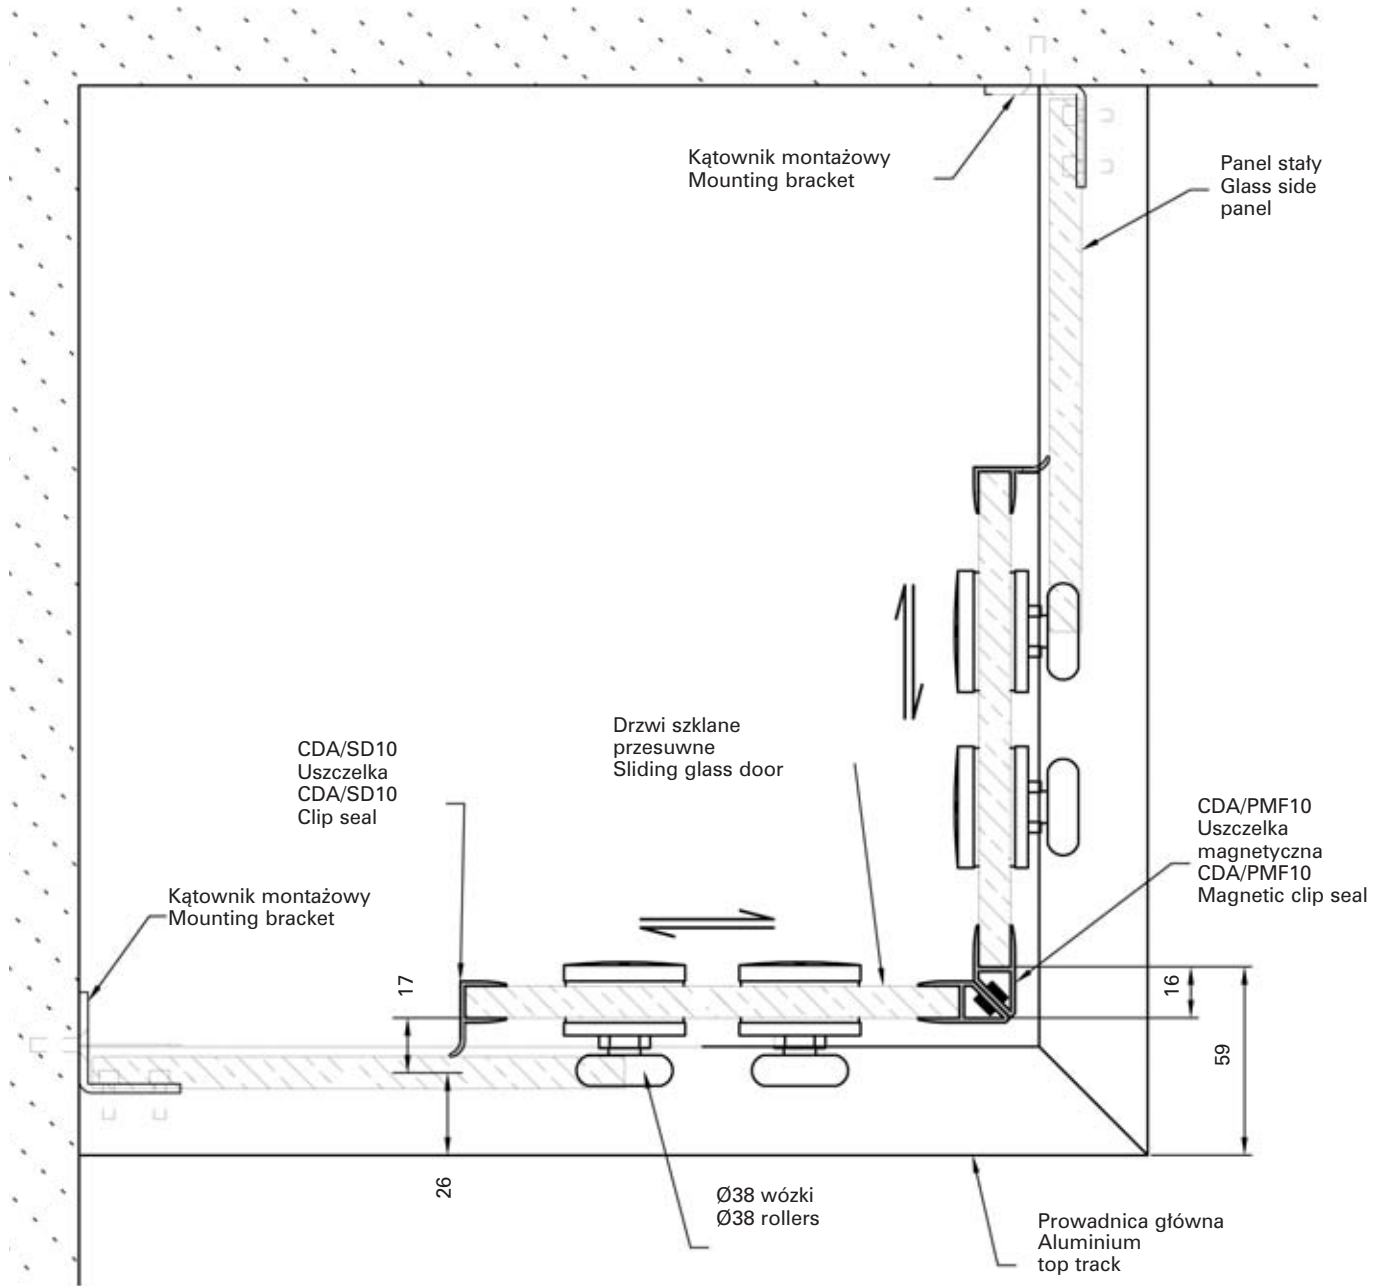 Kątownik montażowy
Mounting bracket
Panel stały
Glass side
panel
Drzwi szklane
przesuwne
Sliding glass door
CDA/SD10
Uszczelka
CDA/SD10
Clip seal
CDA/PMF10
Uszczelka
magnetyczna
CDA/PMF10
Magnetic clip seal
Kątownik montażowy
Mounting bracket
17
16
59
26
Ø38 wózki
Ø38 rollers
Prowadnica główna
Aluminium
top track